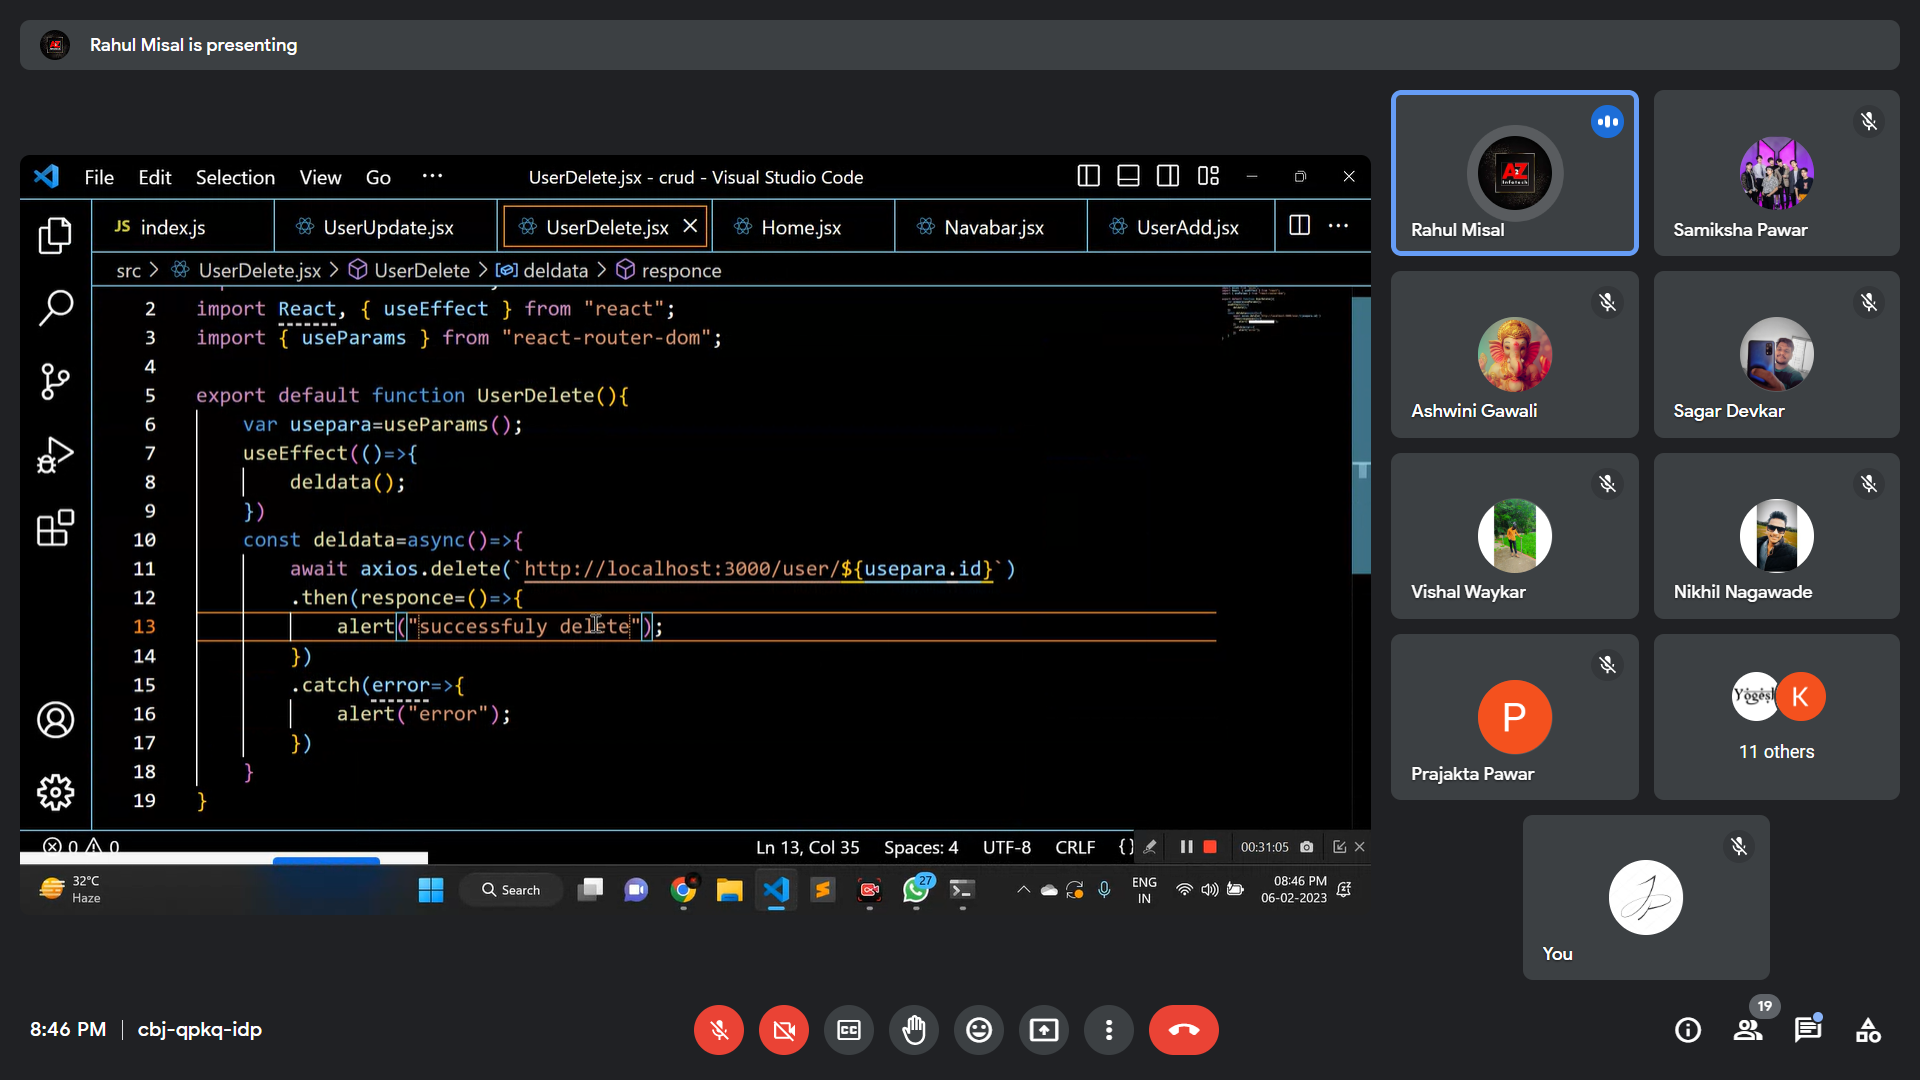 Rahul Misal is presenting
File Edit Selection View Go ··· UserDelete.jsx - crud - Visual Studio Code
JS index.js UserUpdate.jsx UserDelete.jsx Home.jsx Navabar.jsx UserAdd.jsx ···
src > UserDelete.jsx > UserDelete > deldata > responce
2 import React, { useEffect } from "react";
3 import { useParams } from "react-router-dom";
4
5 export default function UserDelete(){
6 var usepara=useParams();
7 useEffect(()=>{
8 deldata();
9 })
10 const deldata=async()=>{
11 await axios.delete(`http://localhost:3000/user/${usepara.id}`)
12 .then(responce=()=>{
13 alert("successfuly delete");
14 })
15 .catch(error=>{
16 alert("error");
17 })
18 }
19 }
0 0 Ln 13, Col 35 Spaces: 4 UTF-8 CRLF {} 00:31:05
32°C
Haze
Search
27
ENG
IN
08:46 PM
06-02-2023
AZ
Infotech
Rahul Misal
Samiksha Pawar
Ashwini Gawali
Sagar Devkar
Vishal Waykar
Nikhil Nagawade
P
Prajakta Pawar
Yogesh K
11 others
You
8:46 PM | cbj-qpkq-idp
CC
19